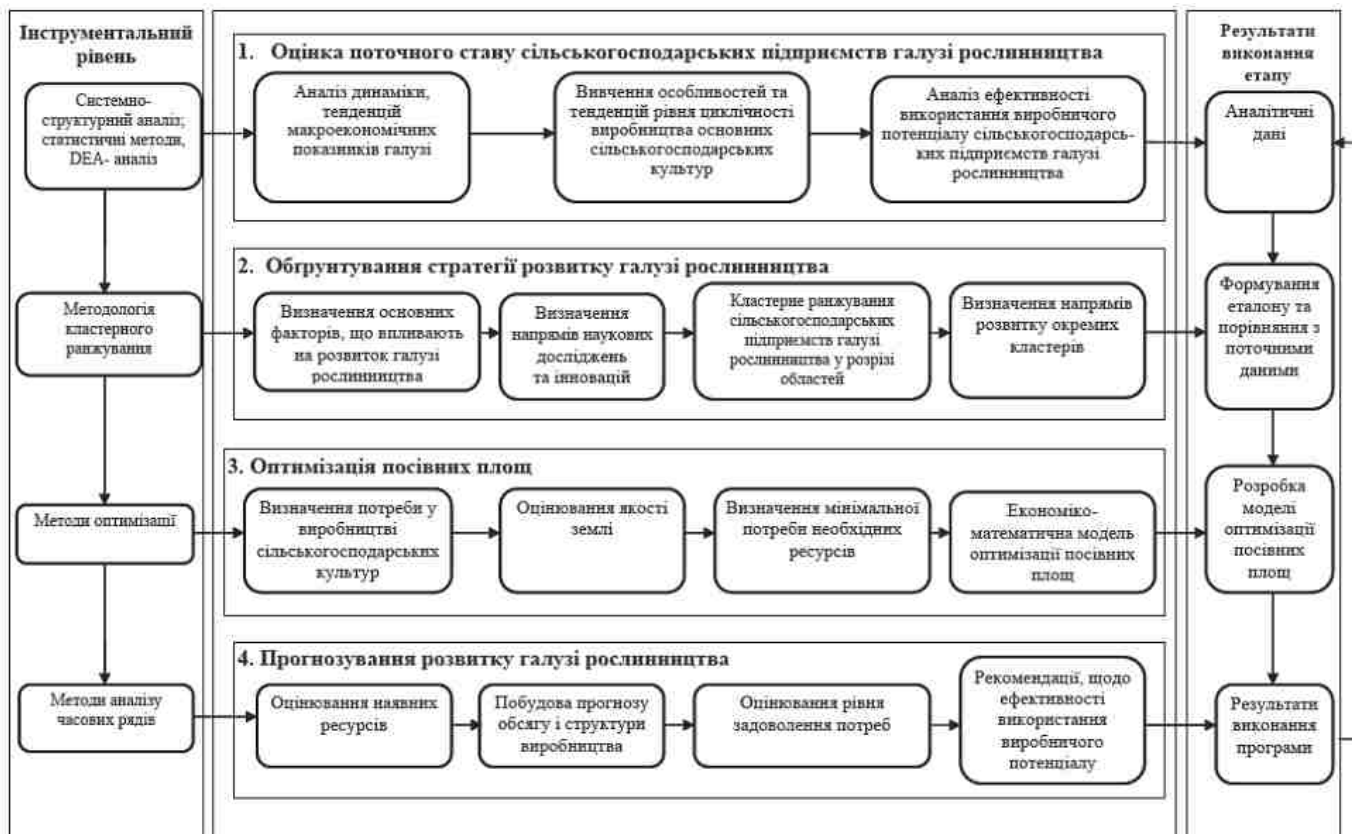 Інструментальний
рівень
Системно-
структурний аналіз;
статистичні методи,
DEA- аналіз
Методологія
кластерного
ранжування
Методи оптимізації
Методи аналізу
часових рядів
1. Оцінка поточного стану сільськогосподарських підприємств галузі рослинництва
Аналіз динаміки,
тенденцій
макроекономічних
показників галузі
Вивчення особливостей та
тенденцій рівня циклічності
виробництва основних
сільськогосподарських
культур
Аналіз ефективності
використання виробничого
потенціалу сільськогосподарсь-
ких підприємств галузі
рослинництва
2. Обґрунтування стратегії розвитку галузі рослинництва
Визначення основних
факторів, що впливають
на розвиток галузі
рослинництва
Визначення
напрямів наукових
досліджень
та інновацій
Кластерне ранжування
сільськогосподарських
підприємств галузі
рослинництва у розрізі
областей
Визначення напрямів
розвитку окремих
кластерів
3. Оптимізація посівних площ
Визначення потреби у
виробництві
сільськогосподарських
культур
Оцінювання якості
землі
Визначення мінімальної
потреби необхідних
ресурсів
Економіко-
математична модель
оптимізації посівних
площ
4. Прогнозування розвитку галузі рослинництва
Оцінювання наявних
ресурсів
Побудова прогнозу
обсягу і структури
виробництва
Оцінювання рівня
задоволення потреб
Рекомендації, щодо
ефективності
використання
виробничого
потенціалу
Результати
виконання
етапу
Аналітичні
дані
Формування
еталону та
порівняння з
поточними
даними
Розробка
моделі
оптимізації
посівних
площ
Результати
виконання
програми